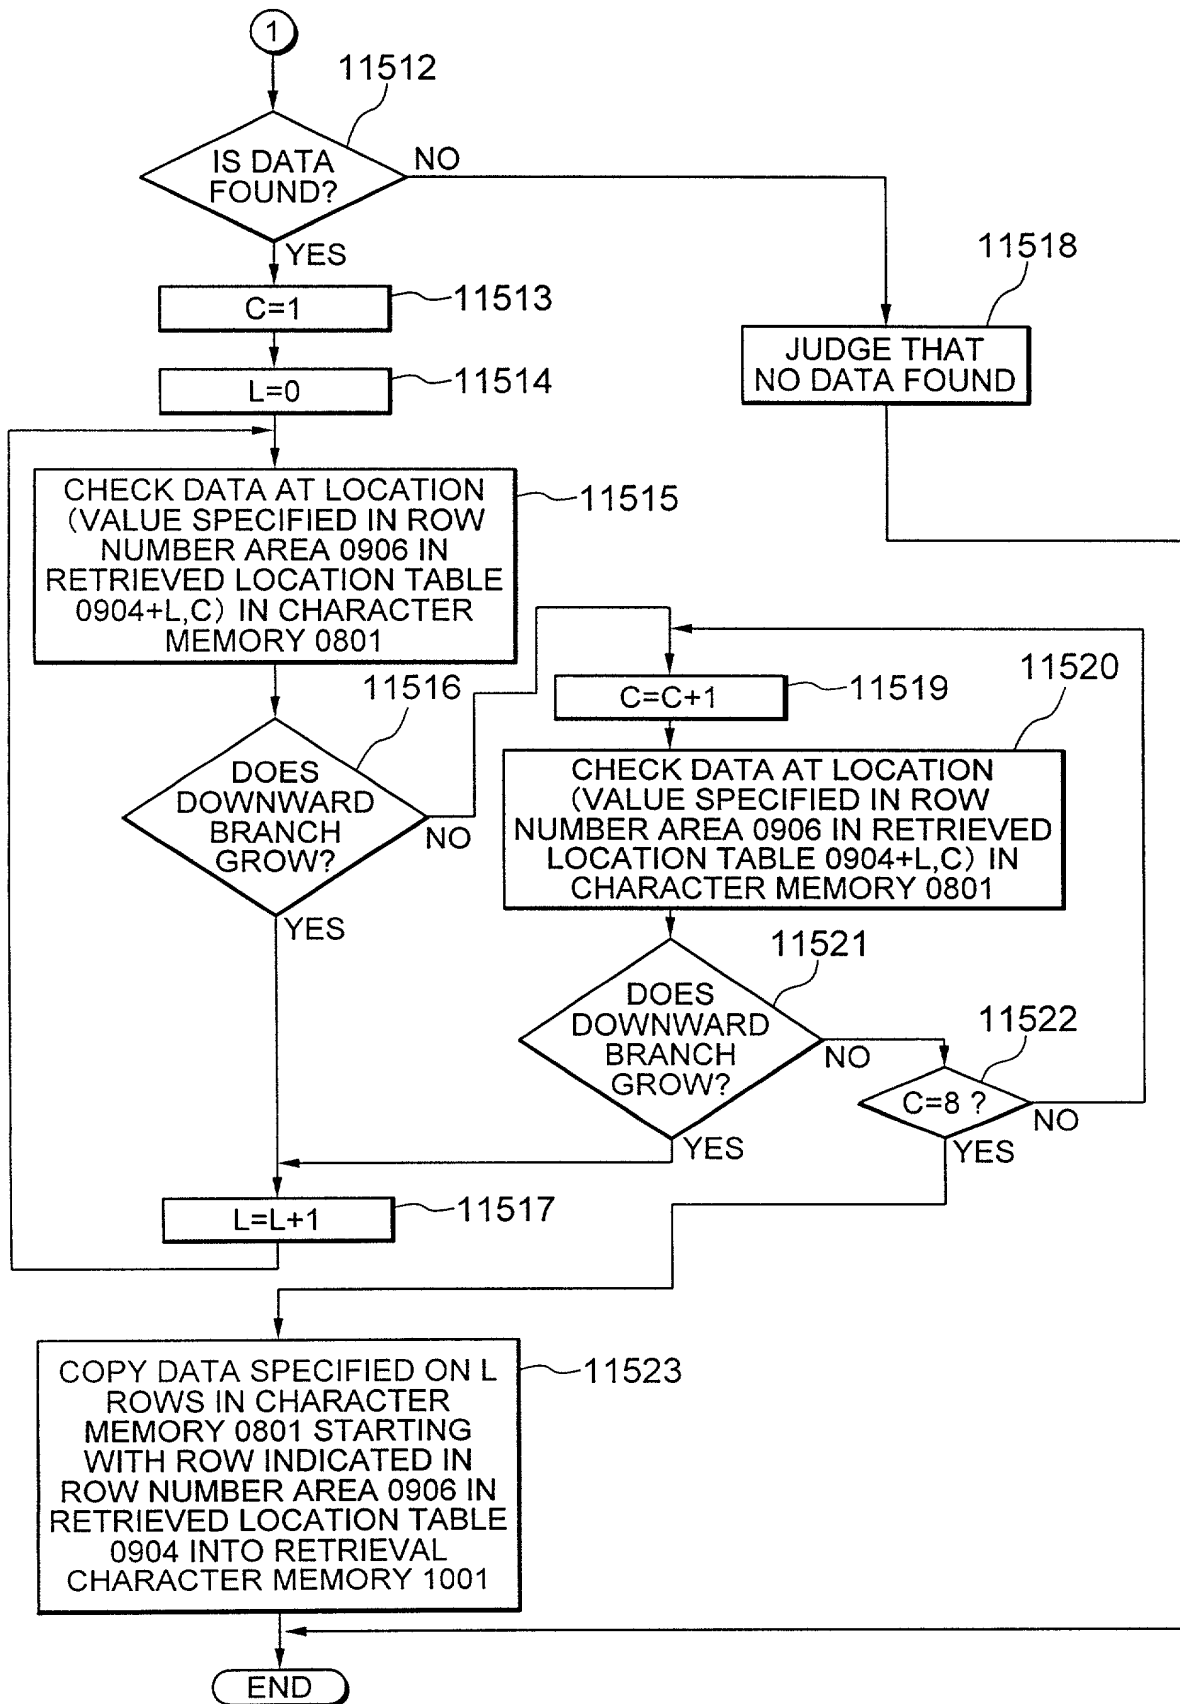 1
11512
IS DATA
FOUND?
NO
YES
11518
C=1
11513
JUDGE THAT
NO DATA FOUND
L=0
11514
CHECK DATA AT LOCATION
(VALUE SPECIFIED IN ROW
NUMBER AREA 0906 IN
RETRIEVED LOCATION TABLE
0904+L,C) IN CHARACTER
MEMORY 0801
11515
11516
DOES
DOWNWARD
BRANCH
GROW?
NO
YES
C=C+1
11519
11520
CHECK DATA AT LOCATION
(VALUE SPECIFIED IN ROW
NUMBER AREA 0906 IN RETRIEVED
LOCATION TABLE 0904+L,C) IN
CHARACTER MEMORY 0801
11521
DOES
DOWNWARD
BRANCH
GROW?
NO
YES
11522
C=8 ?
NO
YES
L=L+1
11517
COPY DATA SPECIFIED ON L
ROWS IN CHARACTER
MEMORY 0801 STARTING
WITH ROW INDICATED IN
ROW NUMBER AREA 0906 IN
RETRIEVED LOCATION TABLE
0904 INTO RETRIEVAL
CHARACTER MEMORY 1001
11523
END